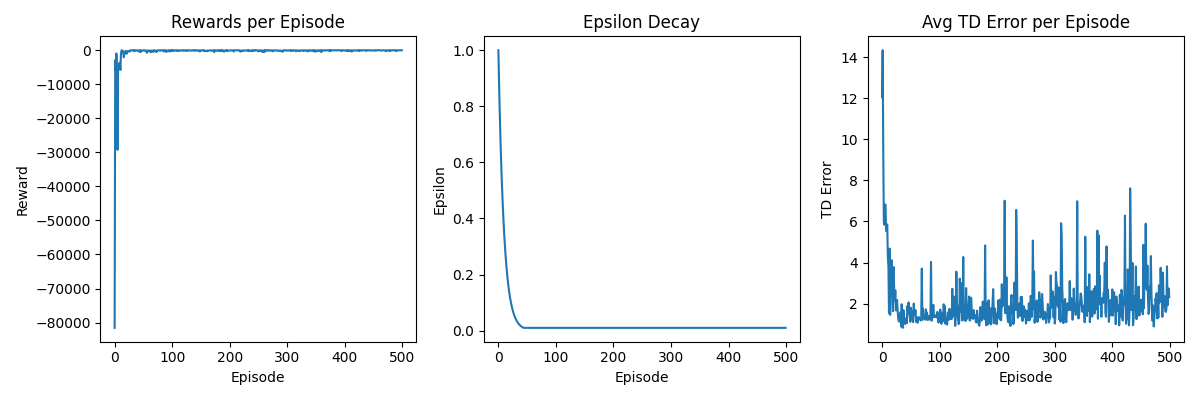 Rewards per Episode
Reward
0
−10000
−20000
−30000
−40000
−50000
−60000
−70000
−80000
0 100 200 300 400 500
Episode
Epsilon Decay
Epsilon
1.0
0.8
0.6
0.4
0.2
0.0
0 100 200 300 400 500
Episode
Avg TD Error per Episode
TD Error
14
12
10
8
6
4
2
0 100 200 300 400 500
Episode